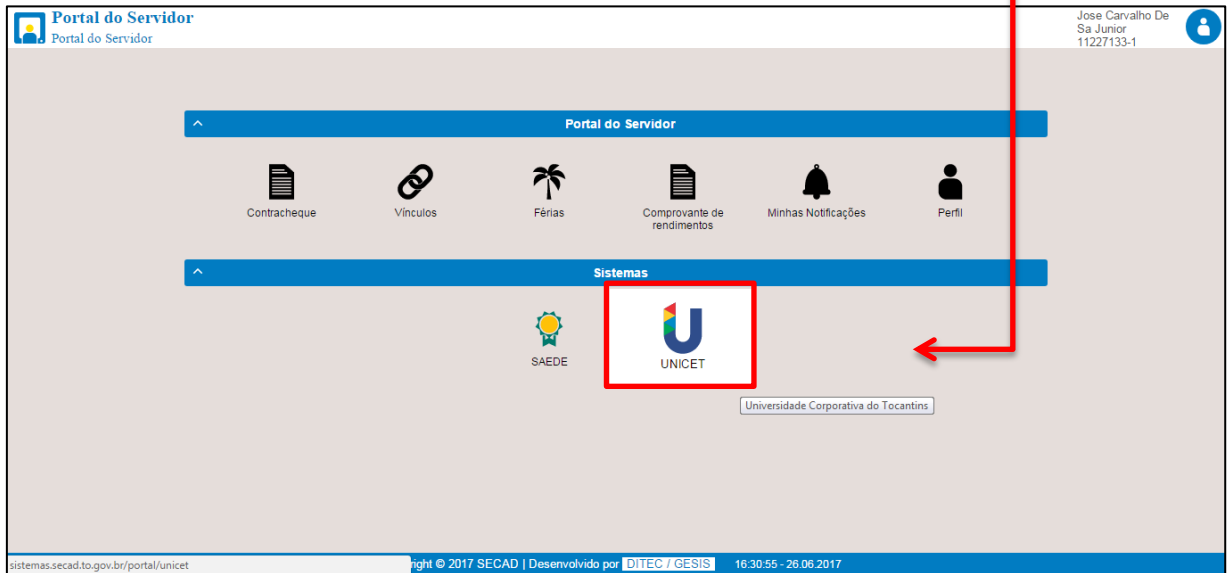 Portal do Servidor
Portal do Servidor
Jose Carvalho De
Sa Junior
11227133-1
Portal do Servidor
Contracheque
Vínculos
Férias
Comprovante de
rendimentos
Minhas Notificações
Perfil
Sistemas
SAEDE
UNICET
Universidade Corporativa do Tocantins
sistemas.secad.to.gov.br/portal/unicet
right © 2017 SECAD | Desenvolvido por DITEC / GESIS 16:30:55 - 26.06.2017